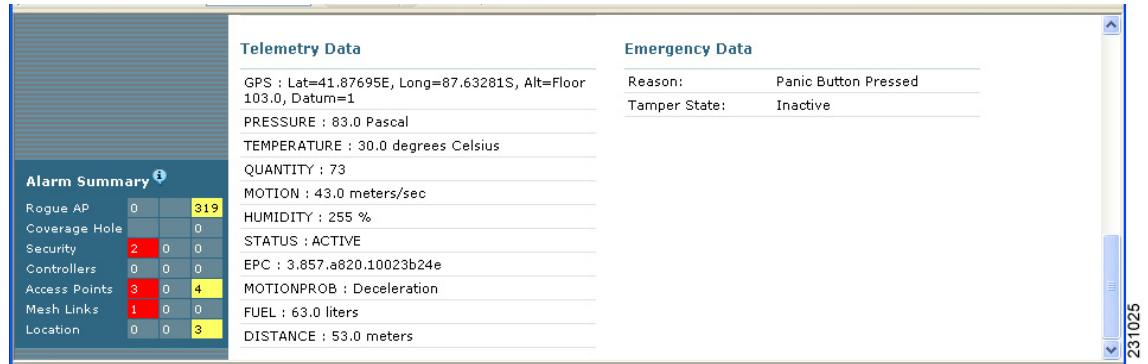 Telemetry Data
GPS : Lat=41.87695E, Long=87.63281S, Alt=Floor
103.0, Datum=1
PRESSURE : 83.0 Pascal
TEMPERATURE : 30.0 degrees Celsius
QUANTITY : 73
MOTION : 43.0 meters/sec
HUMIDITY : 255 %
STATUS : ACTIVE
EPC : 3.857.a820.10023b24e
MOTIONPROB : Deceleration
FUEL : 63.0 liters
DISTANCE : 53.0 meters
Emergency Data
Reason: Panic Button Pressed
Tamper State: Inactive
Alarm Summary
Rogue AP 0 319
Coverage Hole 0
Security 2 0 0
Controllers 0 0 0
Access Points 3 0 4
Mesh Links 1 0 0
Location 0 0 3
231025